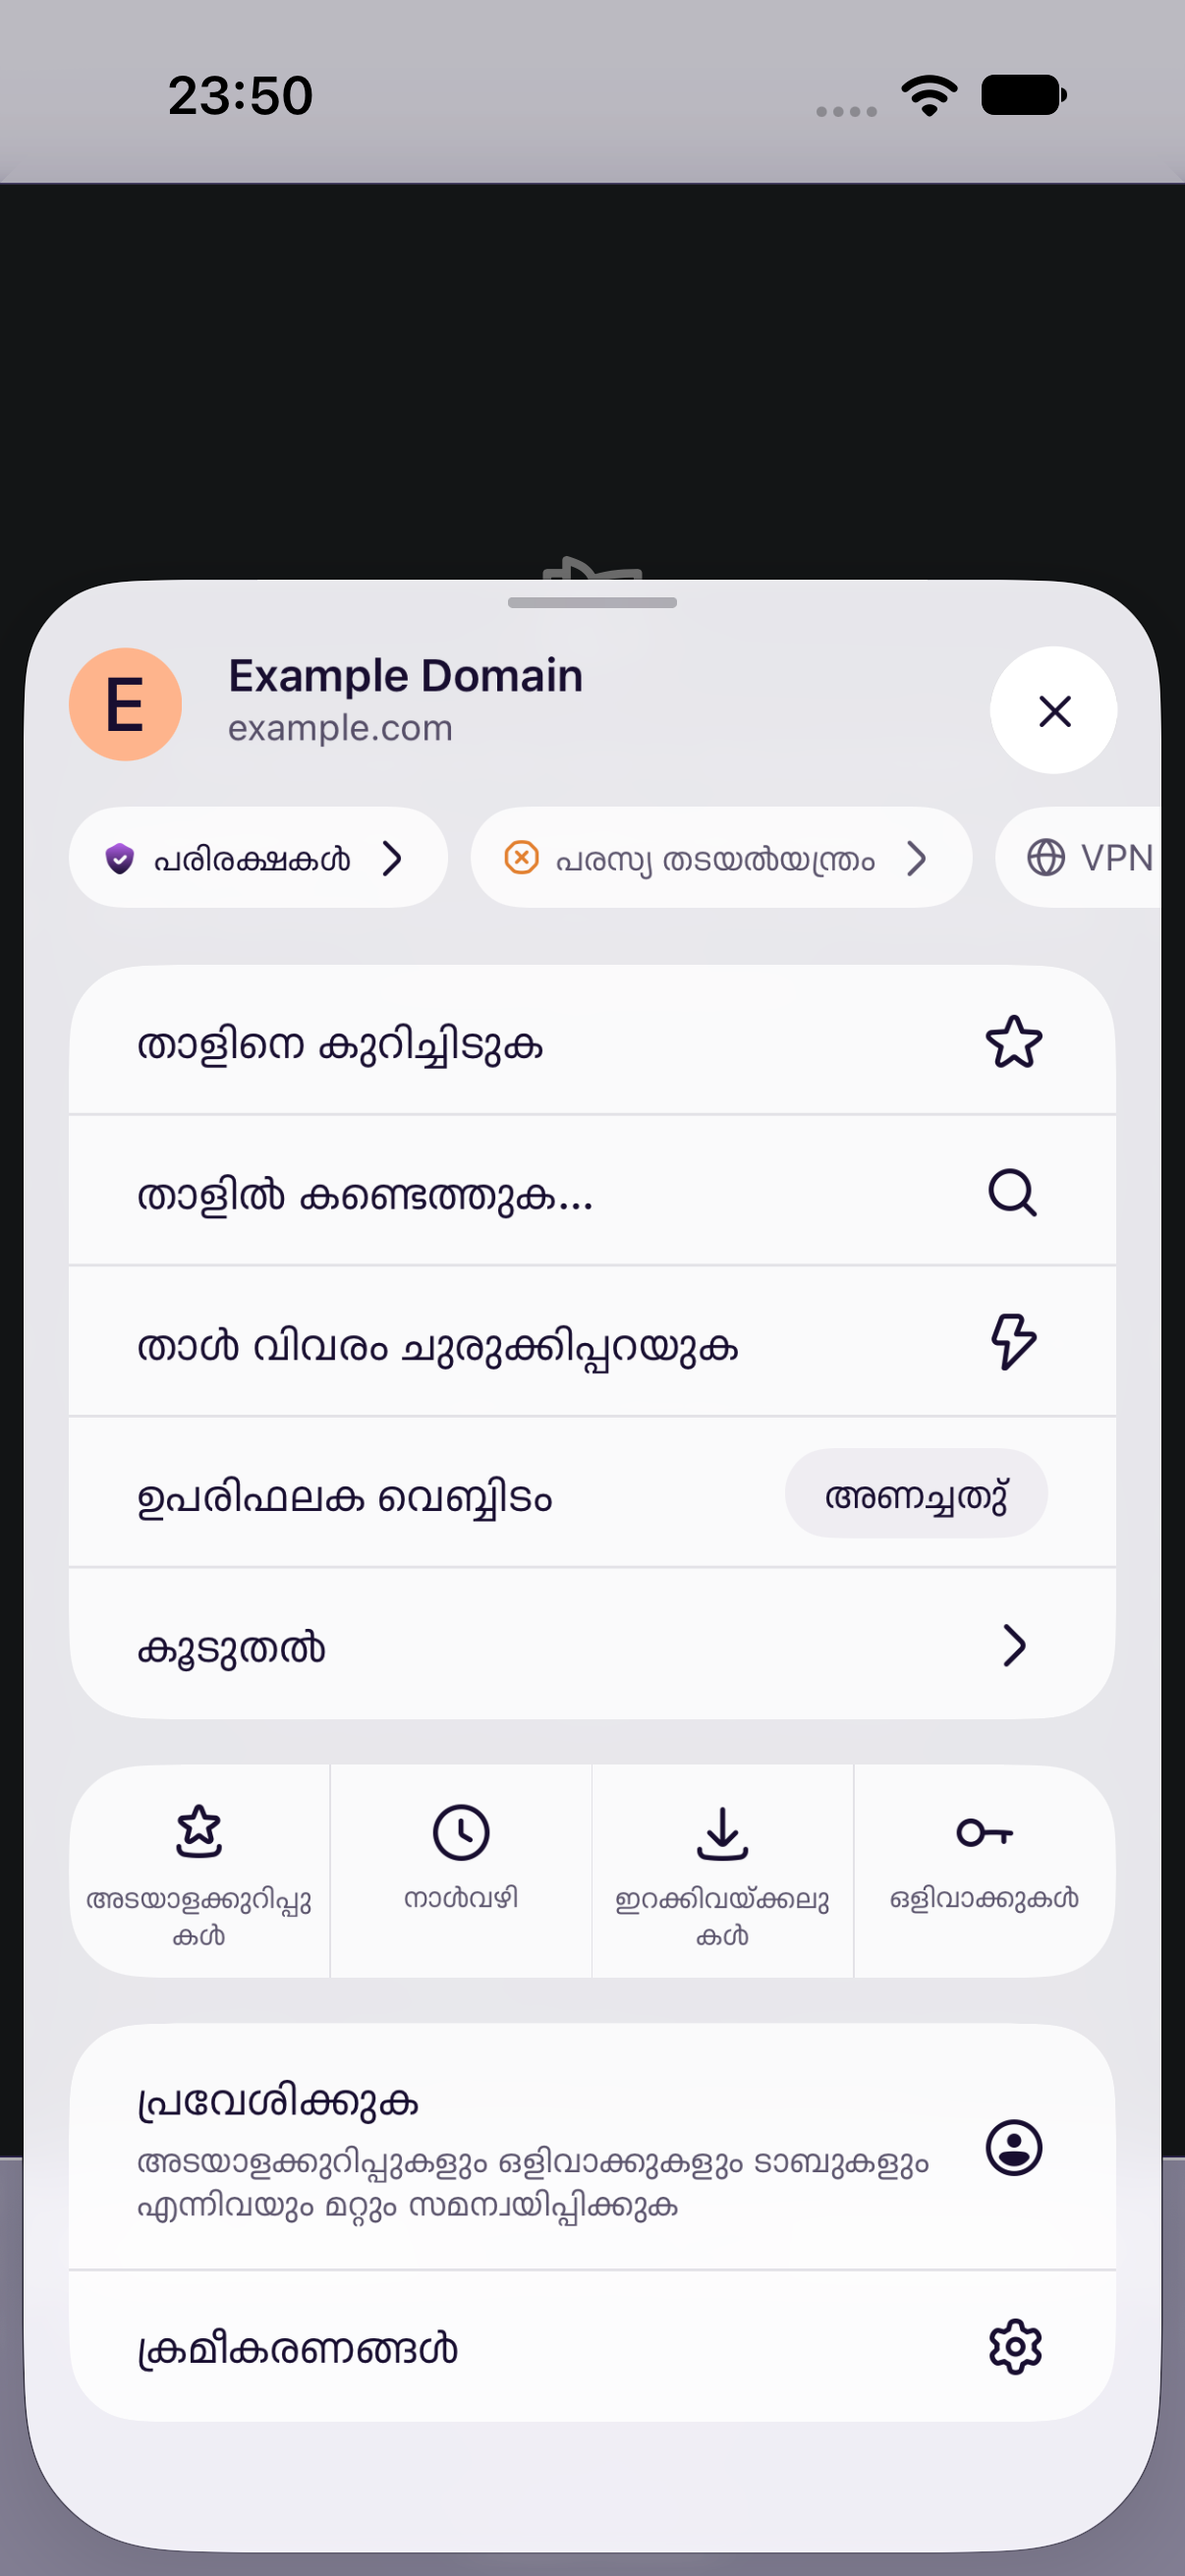 23:50
E
Example Domain
example.com
പരിരക്ഷകൾ
പരസ്യ തടയൽയന്ത്രം
VPN
താളിനെ കുറിച്ചിടുക
താളിൽ കണ്ടെത്തുക...
താൾ വിവരം ചുരുക്കിപ്പറയുക
ഉപരിഫലക വെബ്ബിടം
അണച്ചതു്
കൂടുതൽ
അടയാളക്കുറിപ്പു
കൾ
നാൾവഴി
ഇറക്കിവയ്ക്കലു
കൾ
ഒളിവാക്കുകൾ
പ്രവേശിക്കുക
അടയാളക്കുറിപ്പുകളും ഒളിവാക്കുകളും ടാബുകളും
എന്നിവയും മറ്റും സമന്വയിപ്പിക്കുക
ക്രമീകരണങ്ങൾ